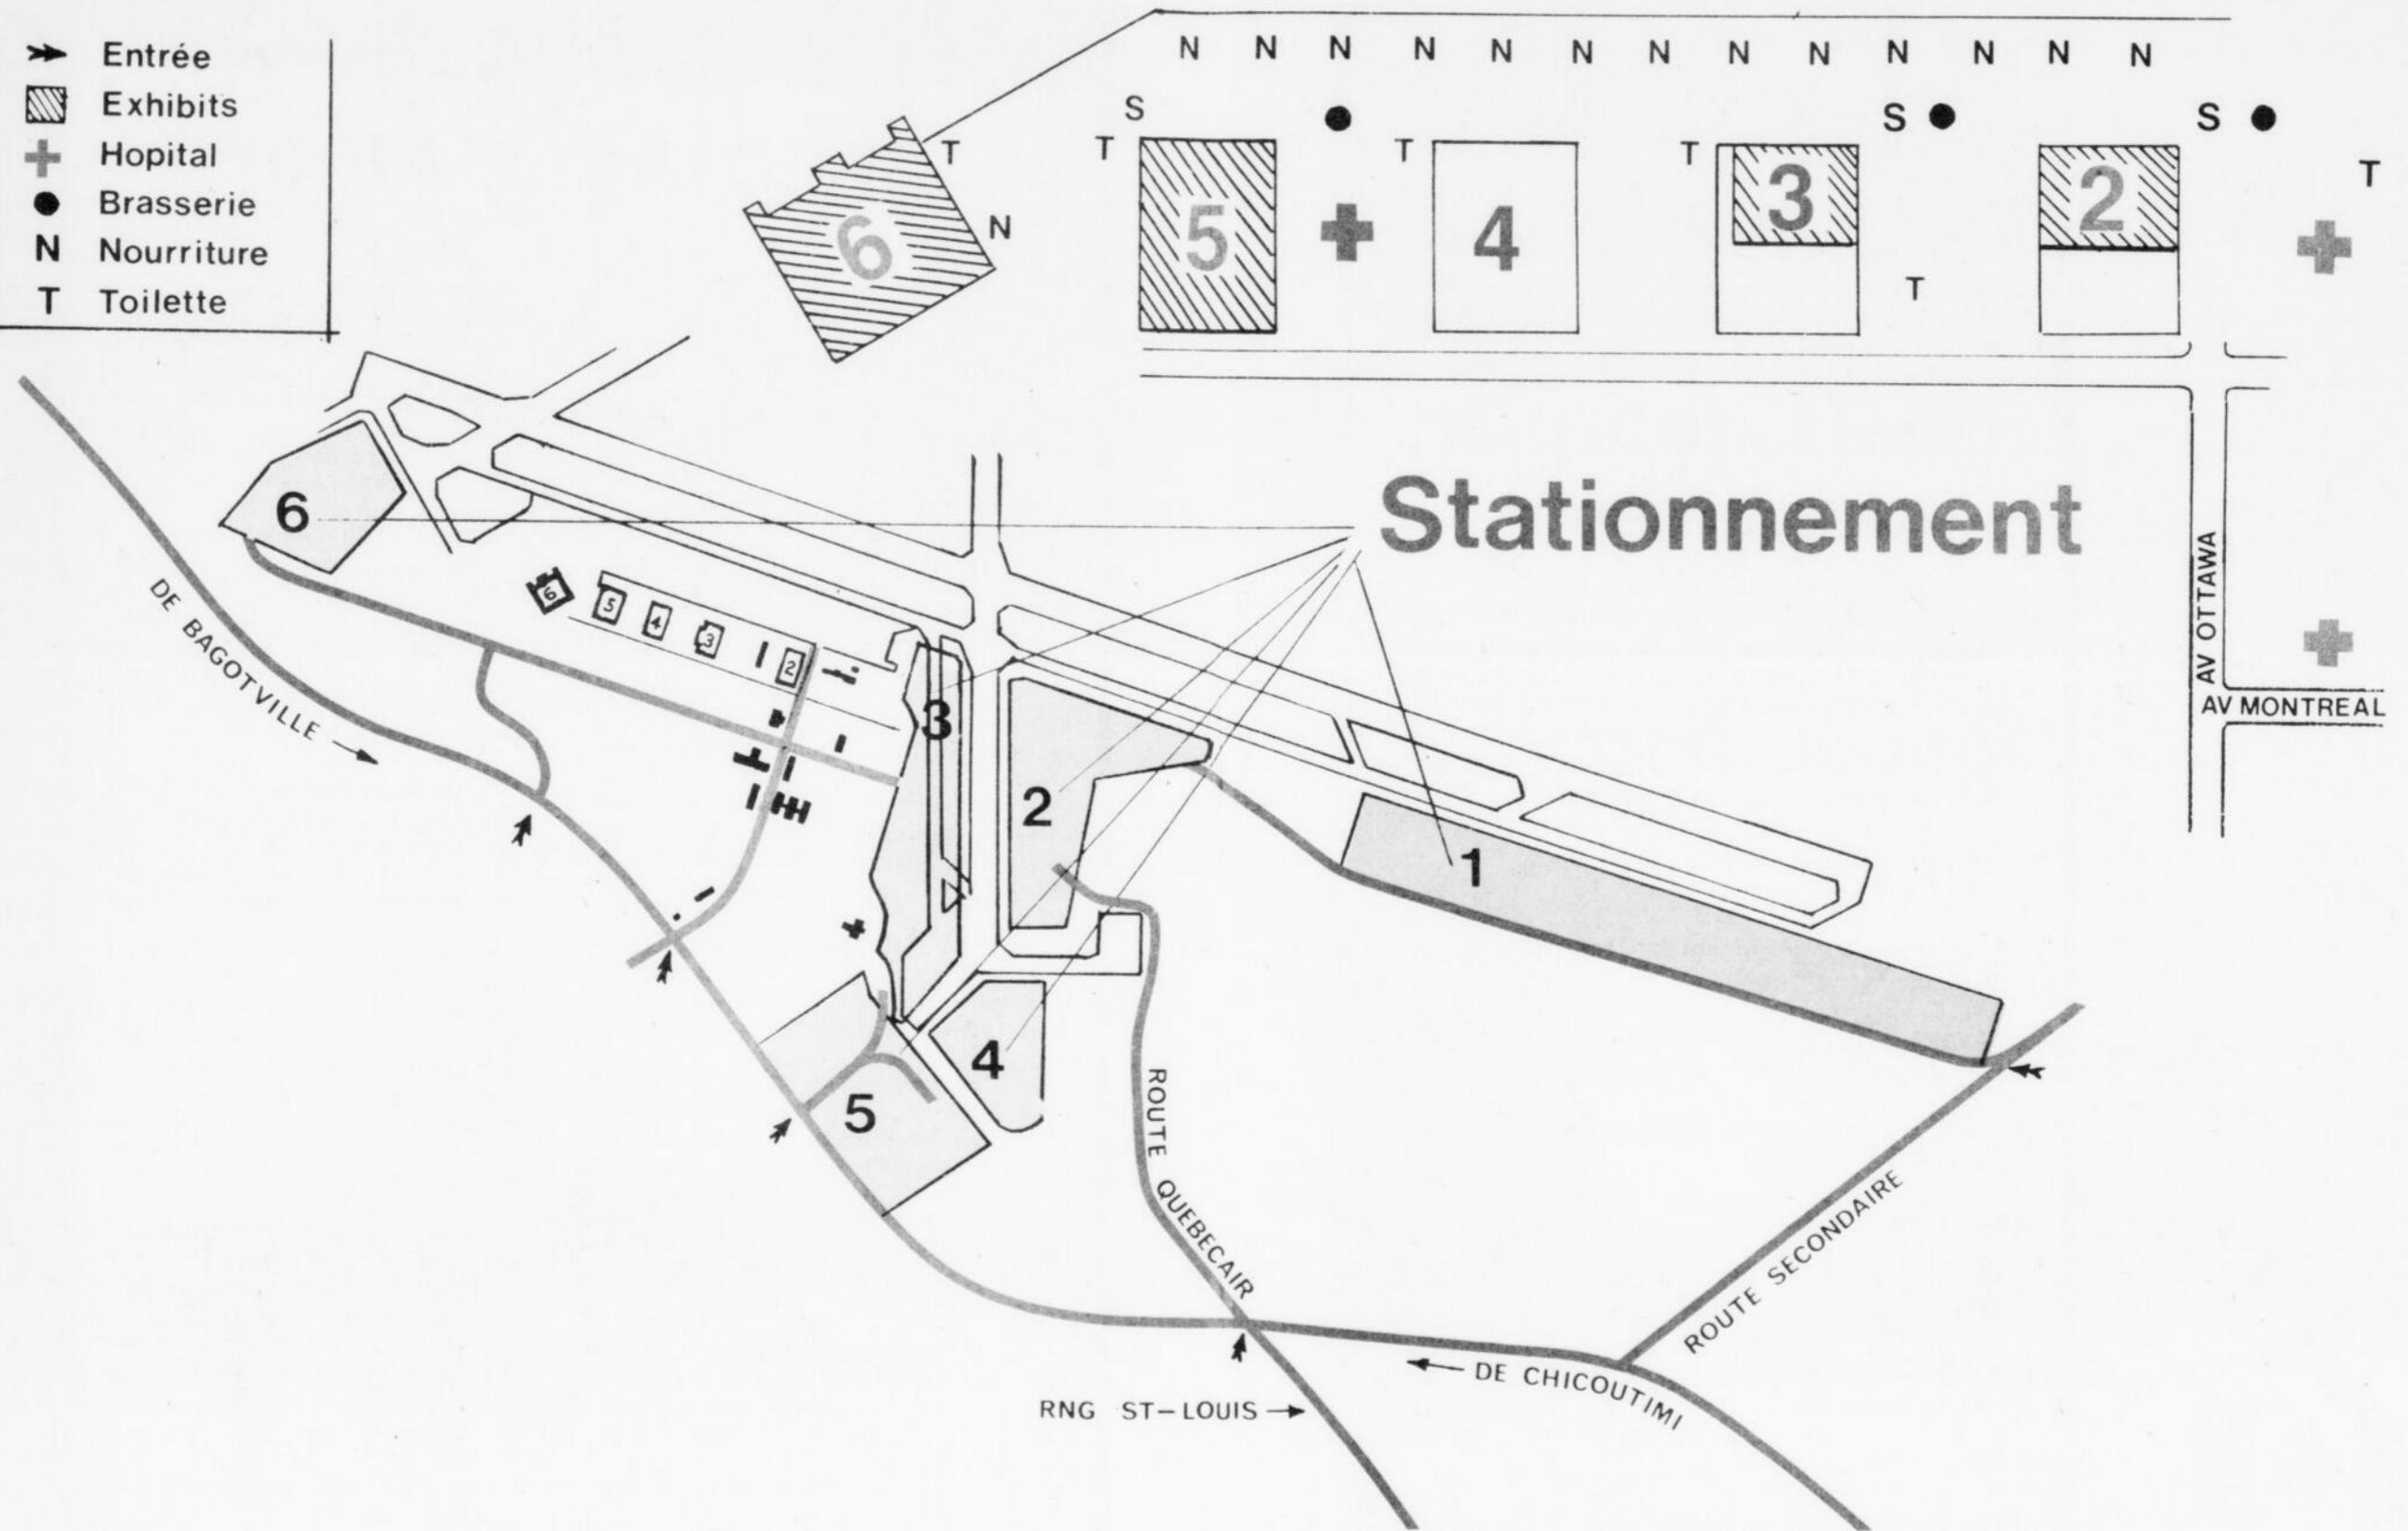 Entrée
Exhibits
Hopital
Brasserie
N Nourriture
T Toilette
N N N N N N N N N N N N N
S S S
T T T T T
6 5 4 3 2
N
T
Stationnement
6
6 5 4 3 2
3
2
1
4
5
DE BAGOTVILLE
AV OTTAWA
AV MONTREAL
ROUTE QUEBECAIR
ROUTE SECONDAIRE
DE CHICOUTIMI
RNG ST-LOUIS